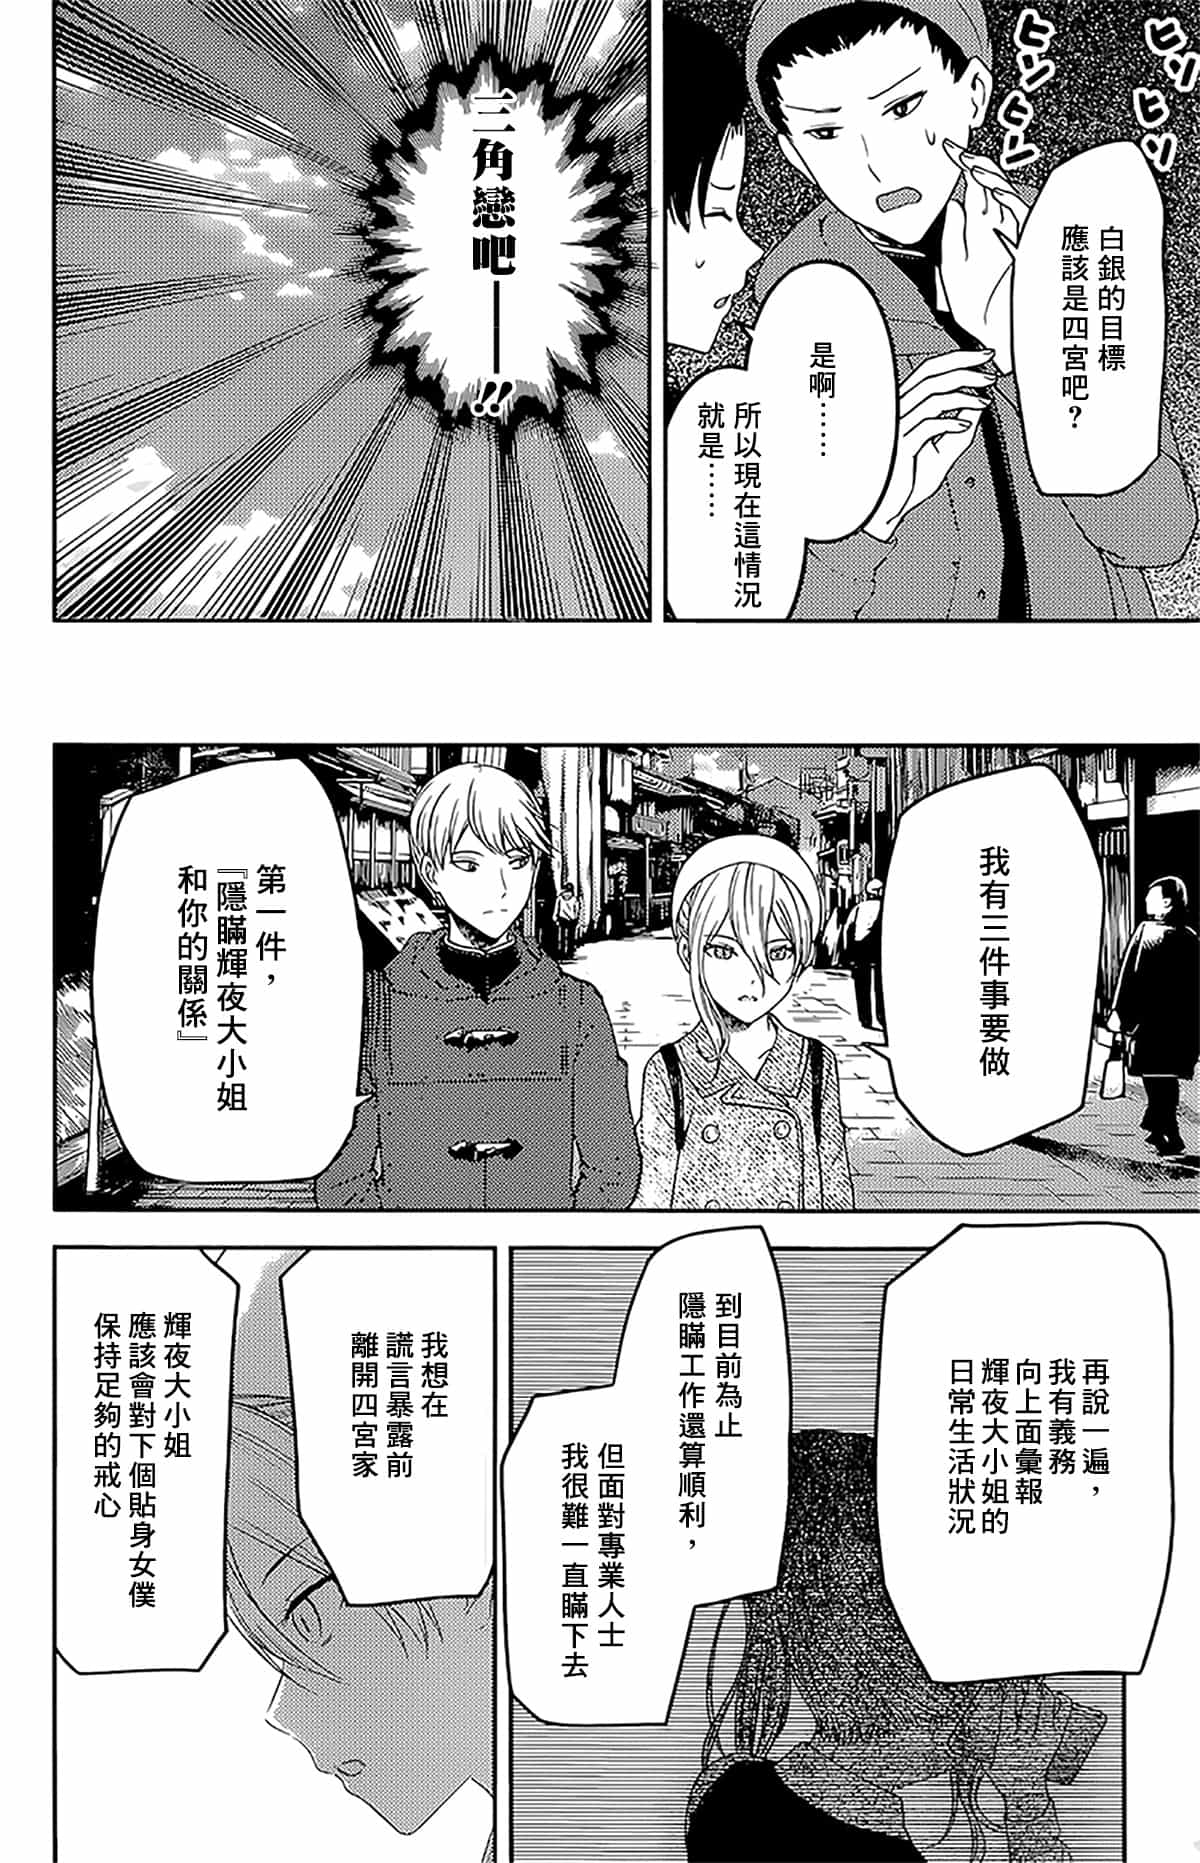 ヒソ
ヒソ
ヒソ
ヒソ
白銀的目標
應該是四宮吧？
是啊……
所以現在這情況
就是……
三角戀吧——!!
我有三件事要做
第一件，
『隱瞞輝夜大小姐
和你的關係』
再說一遍，
我有義務
向上面彙報
輝夜大小姐的
日常生活狀況
到目前為止
隱瞞工作還算順利，
但面對專業人士
我很難一直瞞下去
我想在
謊言暴露前
離開四宮家
輝夜大小姐
應該會對下個貼身女僕
保持足夠的戒心